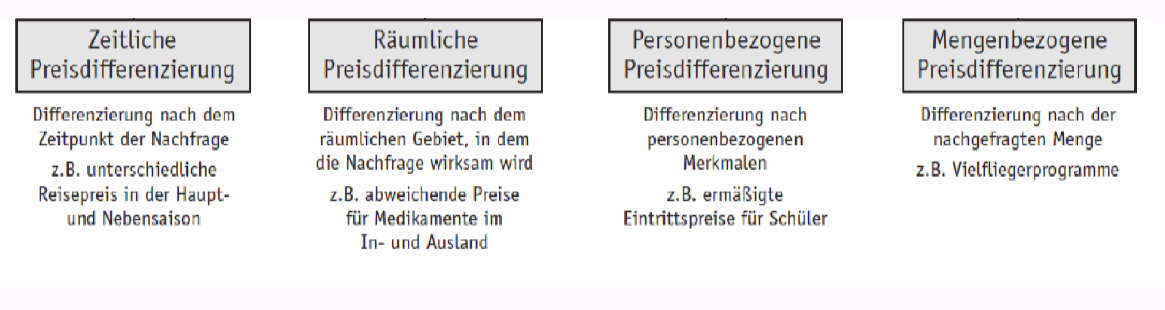 Zeitliche
Preisdifferenzierung
Differenzierung nach dem
Zeitpunkt der Nachfrage
z.B. unterschiedliche
Reisepreis in der Haupt-
und Nebensaison
Räumliche
Preisdifferenzierung
Differenzierung nach dem
räumlichen Gebiet, in dem
die Nachfrage wirksam wird
z.B. abweichende Preise
für Medikamente im
In- und Ausland
Personenbezogene
Preisdifferenzierung
Differenzierung nach
personenbezogenen
Merkmalen
z.B. ermäßigte
Eintrittspreise für Schüler
Mengenbezogene
Preisdifferenzierung
Differenzierung nach der
nachgefragten Menge
z.B. Vielfliegerprogramme